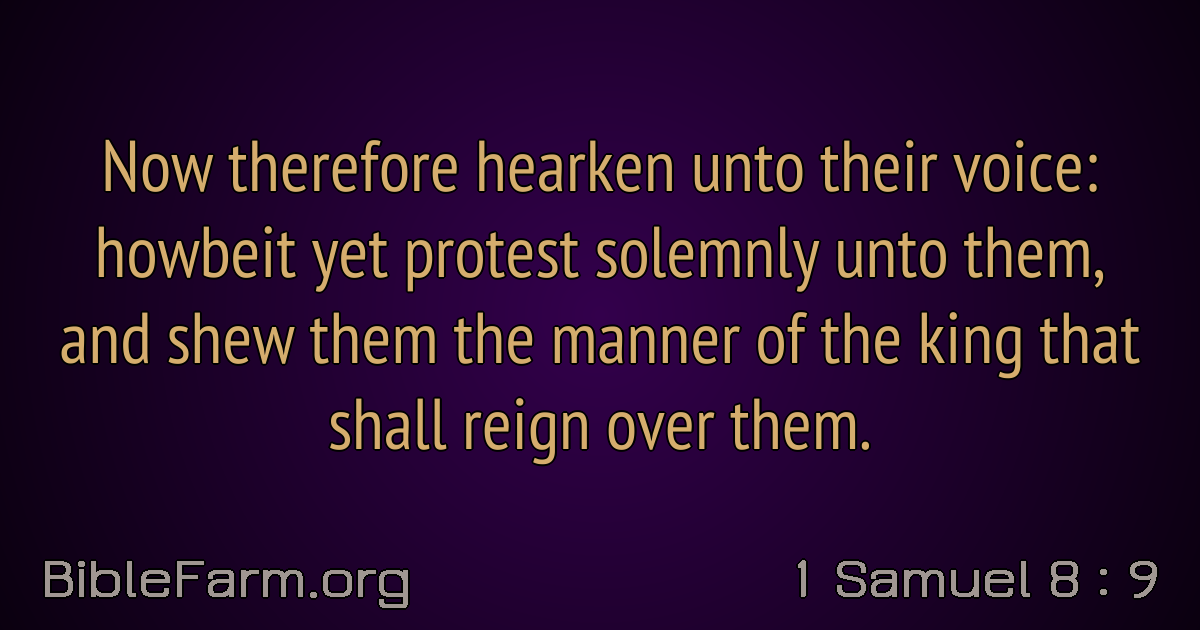 Now therefore hearken unto their voice:
howbeit yet protest solemnly unto them,
and shew them the manner of the king that
shall reign over them.
BibleFarm.org
1 Samuel 8 : 9